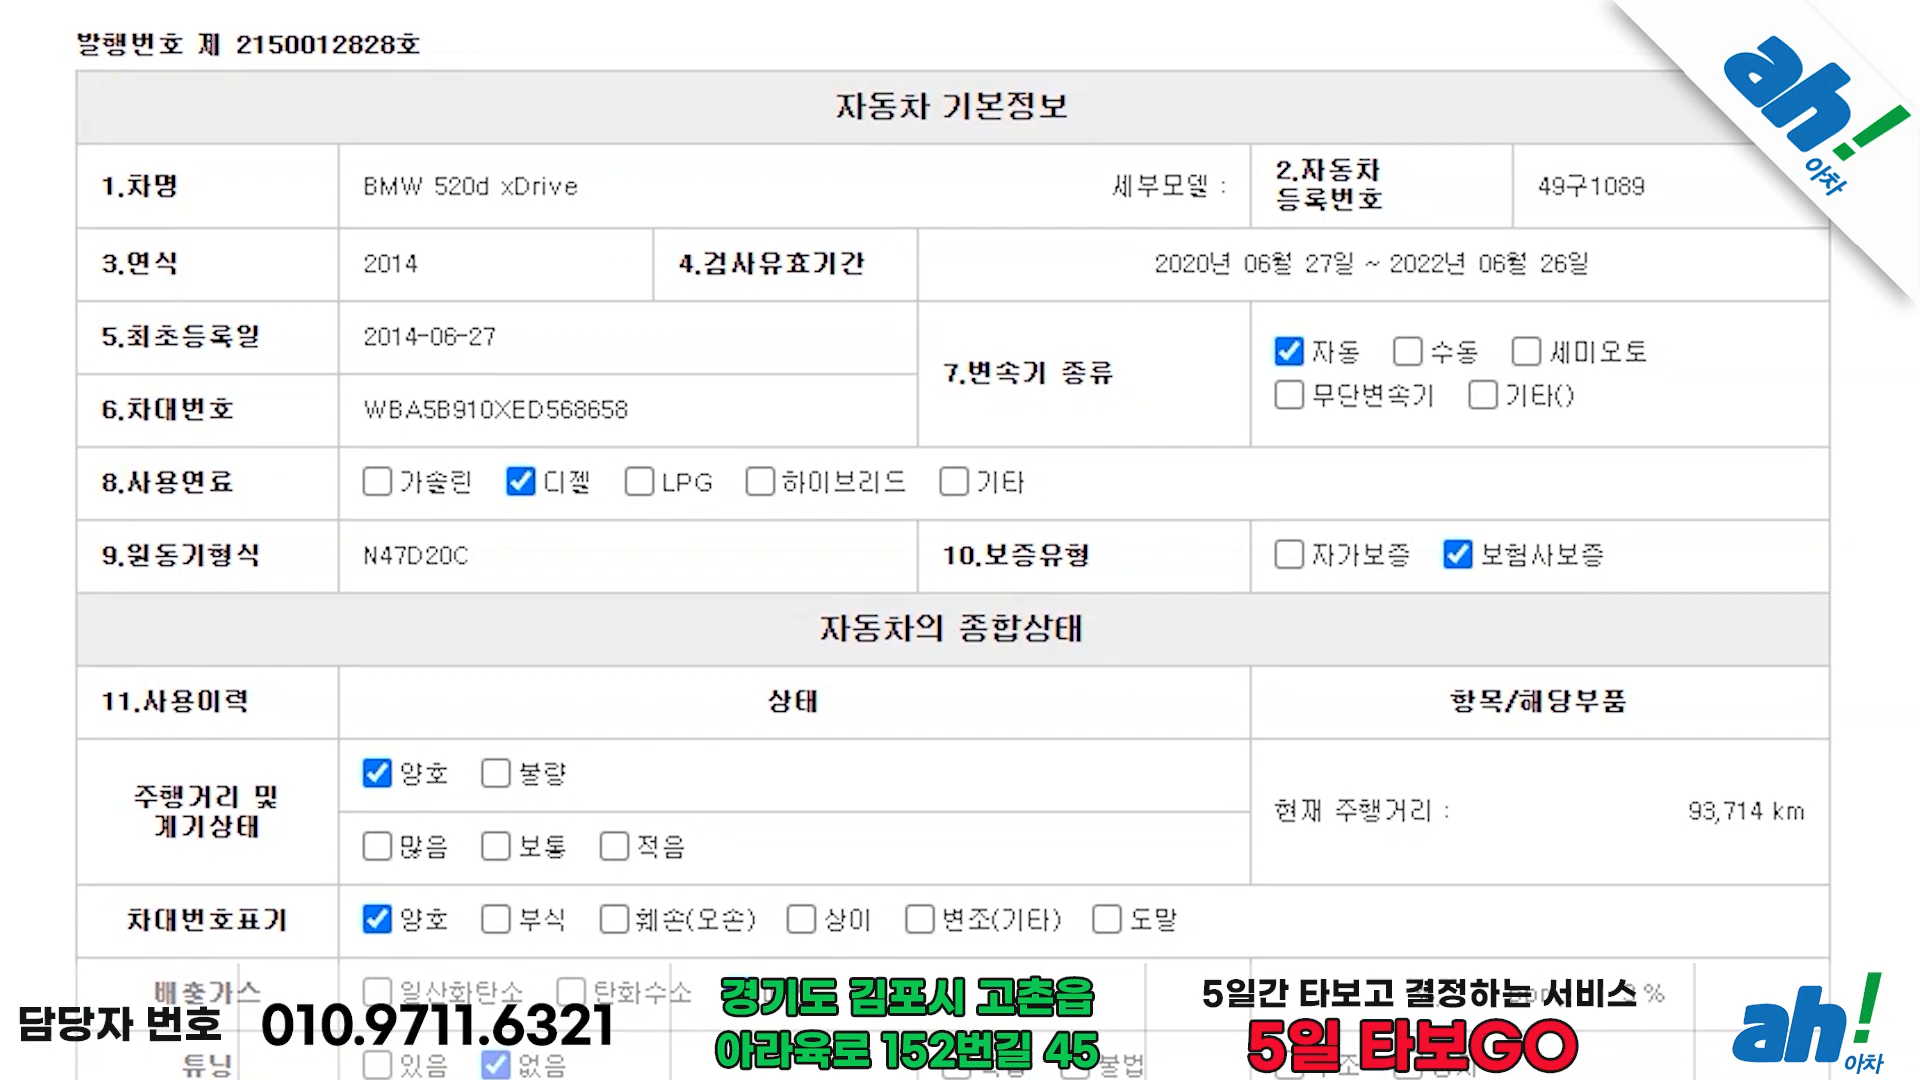 발행번호 제 2150012828호
자동차 기본정보
1.차명 BMW 520d xDrive 세부모델 : 2.자동차 등록번호 49구1089
3.연식 2014 4.검사유효기간 2020년 06월 27일 ~ 2022년 06월 26일
5.최초등록일 2014-06-27
7.변속기 종류 자동 수동 세미오토
무단변속기 기타()
6.차대번호 WBA5B910XED568658
8.사용연료 가솔린 디젤 LPG 하이브리드 기타
9.원동기형식 N47D20C 10.보증유형 자가보증 보험사보증
자동차의 종합상태
11.사용이력 상태 항목/해당부품
주행거리 및
계기상태
양호 불량
많음 보통 적음
현재 주행거리 : 93,714 km
차대번호표기 양호 부식 훼손(오손) 상이 변조(기타) 도말
배출가스 일산화탄소 탄화수소 %
튜닝 있음 없음 불법
담당자 번호 010.9711.6321
경기도 김포시 고촌읍
아라육로 152번길 45
5일간 타보고 결정하는 서비스
5일 타보GO
ah!
아차
ah!
아차